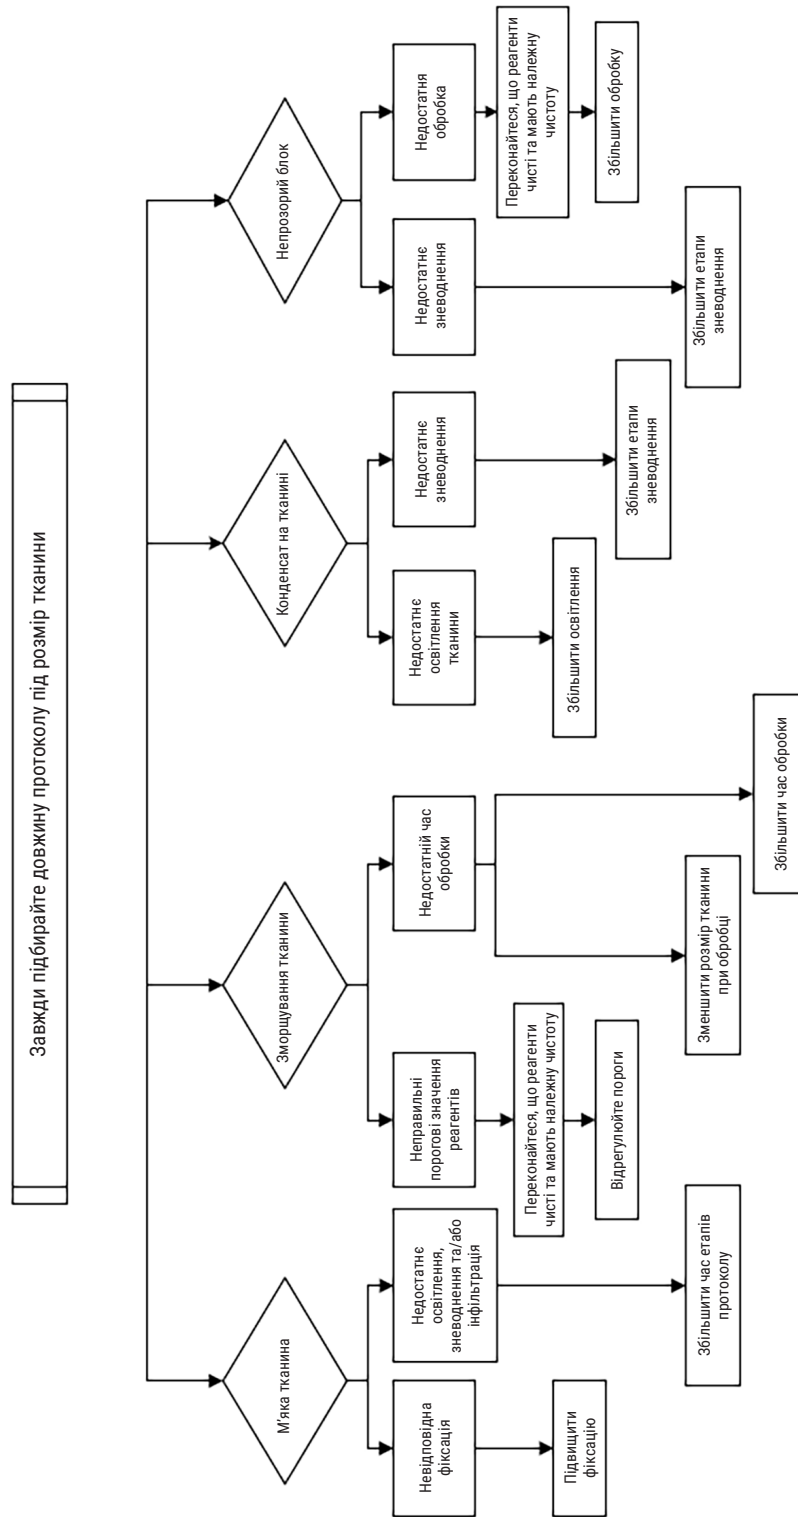 Завжди підбирайте довжину протоколу під розмір тканини
М'яка тканина
Невідповідна
фіксація
Підвищити
фіксацію
Недостатнє
освітлення,
зневоднення та/або
інфільтрація
Збільшити час етапів
протоколу
Зморщування тканини
Неправильні
порогові значення
реагентів
Переконайтеся, що реагенти
чисті та мають належну чистоту
Відрегулюйте пороги
Недостатній час
обробки
Зменшити розмір тканини
при обробці
Збільшити час обробки
Конденсат на тканині
Недостатнє
освітлення
тканини
Збільшити освітлення
Недостатнє
зневоднення
Збільшити етапи
зневоднення
Непрозорий блок
Недостатнє
зневоднення
Збільшити етапи
зневоднення
Недостатня
обробка
Переконайтеся, що реагенти
чисті та мають належну
чистоту
Збільшити обробку